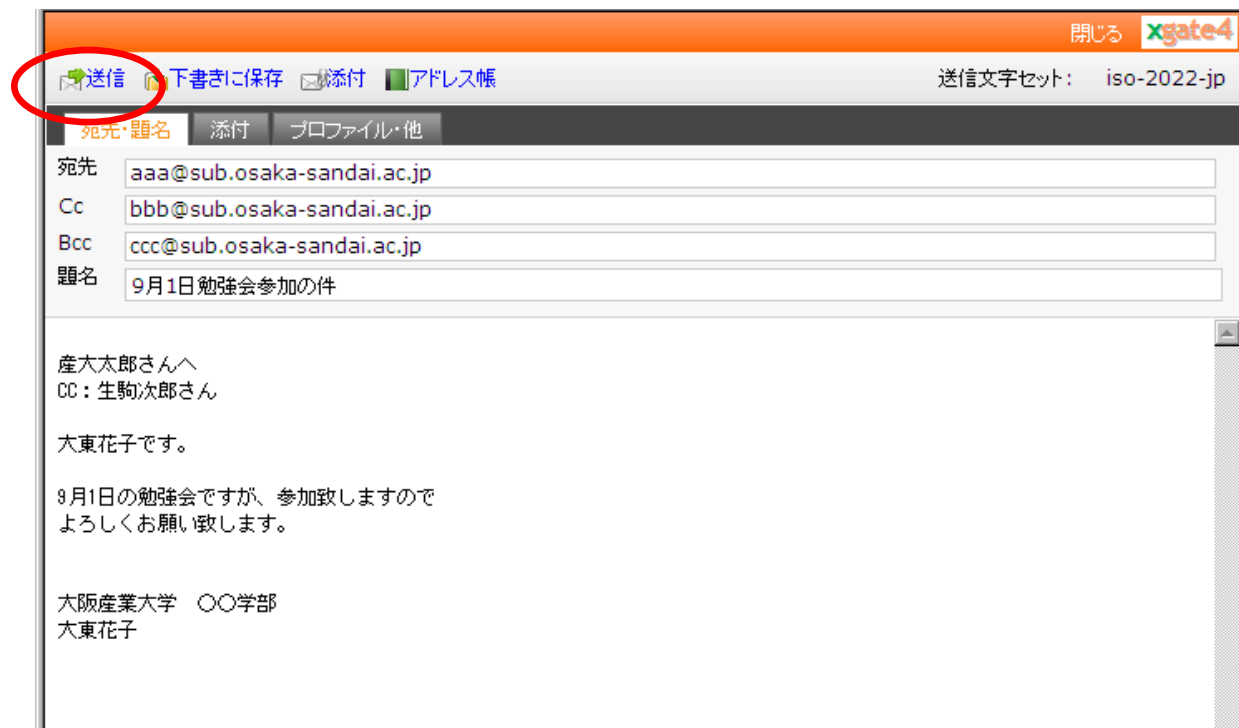 閉じる xgate4
送信 下書きに保存 添付 アドレス帳 送信文字セット: iso-2022-jp
宛先・題名 添付 プロファイル・他
宛先 aaa@sub.osaka-sandai.ac.jp
Cc bbb@sub.osaka-sandai.ac.jp
Bcc ccc@sub.osaka-sandai.ac.jp
題名 9月1日勉強会参加の件
産大太郎さんへ
CC:生駒次郎さん
大東花子です。
9月1日の勉強会ですが、参加致しますので
よろしくお願い致します。
大阪産業大学 〇〇学部
大東花子